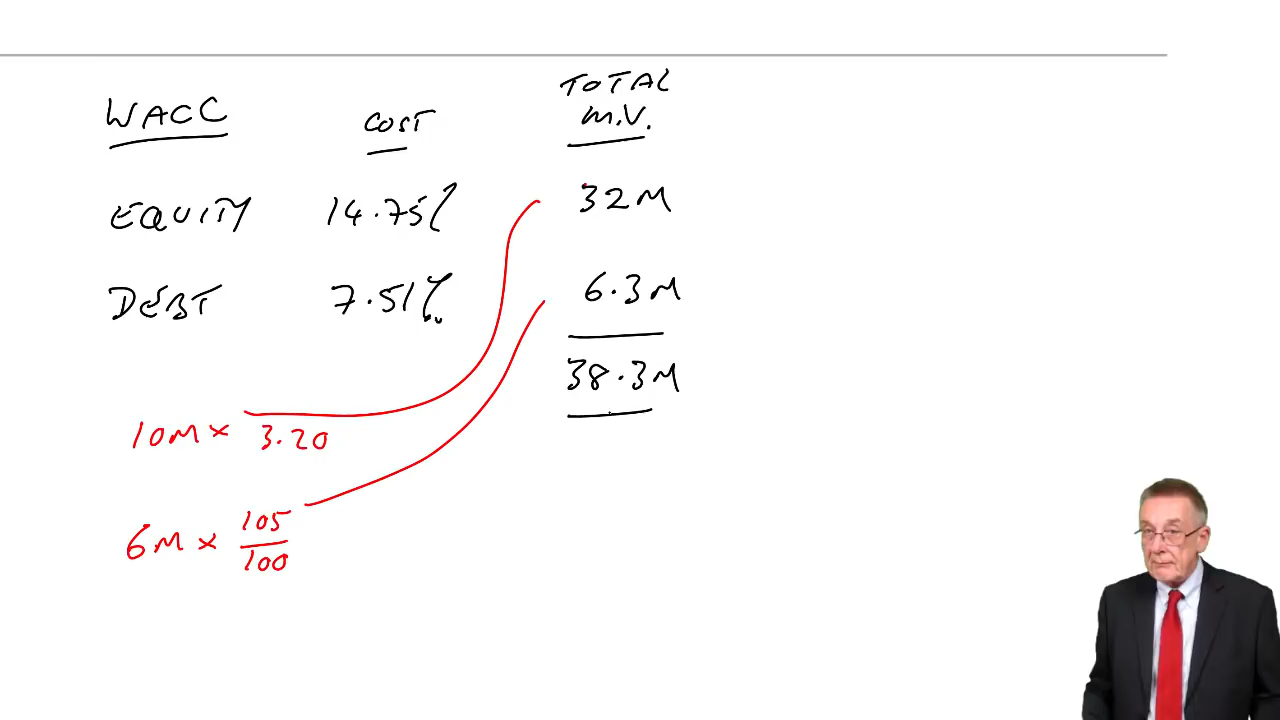 WACC COST TOTAL M.V.
EQUITY 14.75% 32M
DEBT 7.51% 6.3M
38.3M
10M × 3.20
6M × 105/100